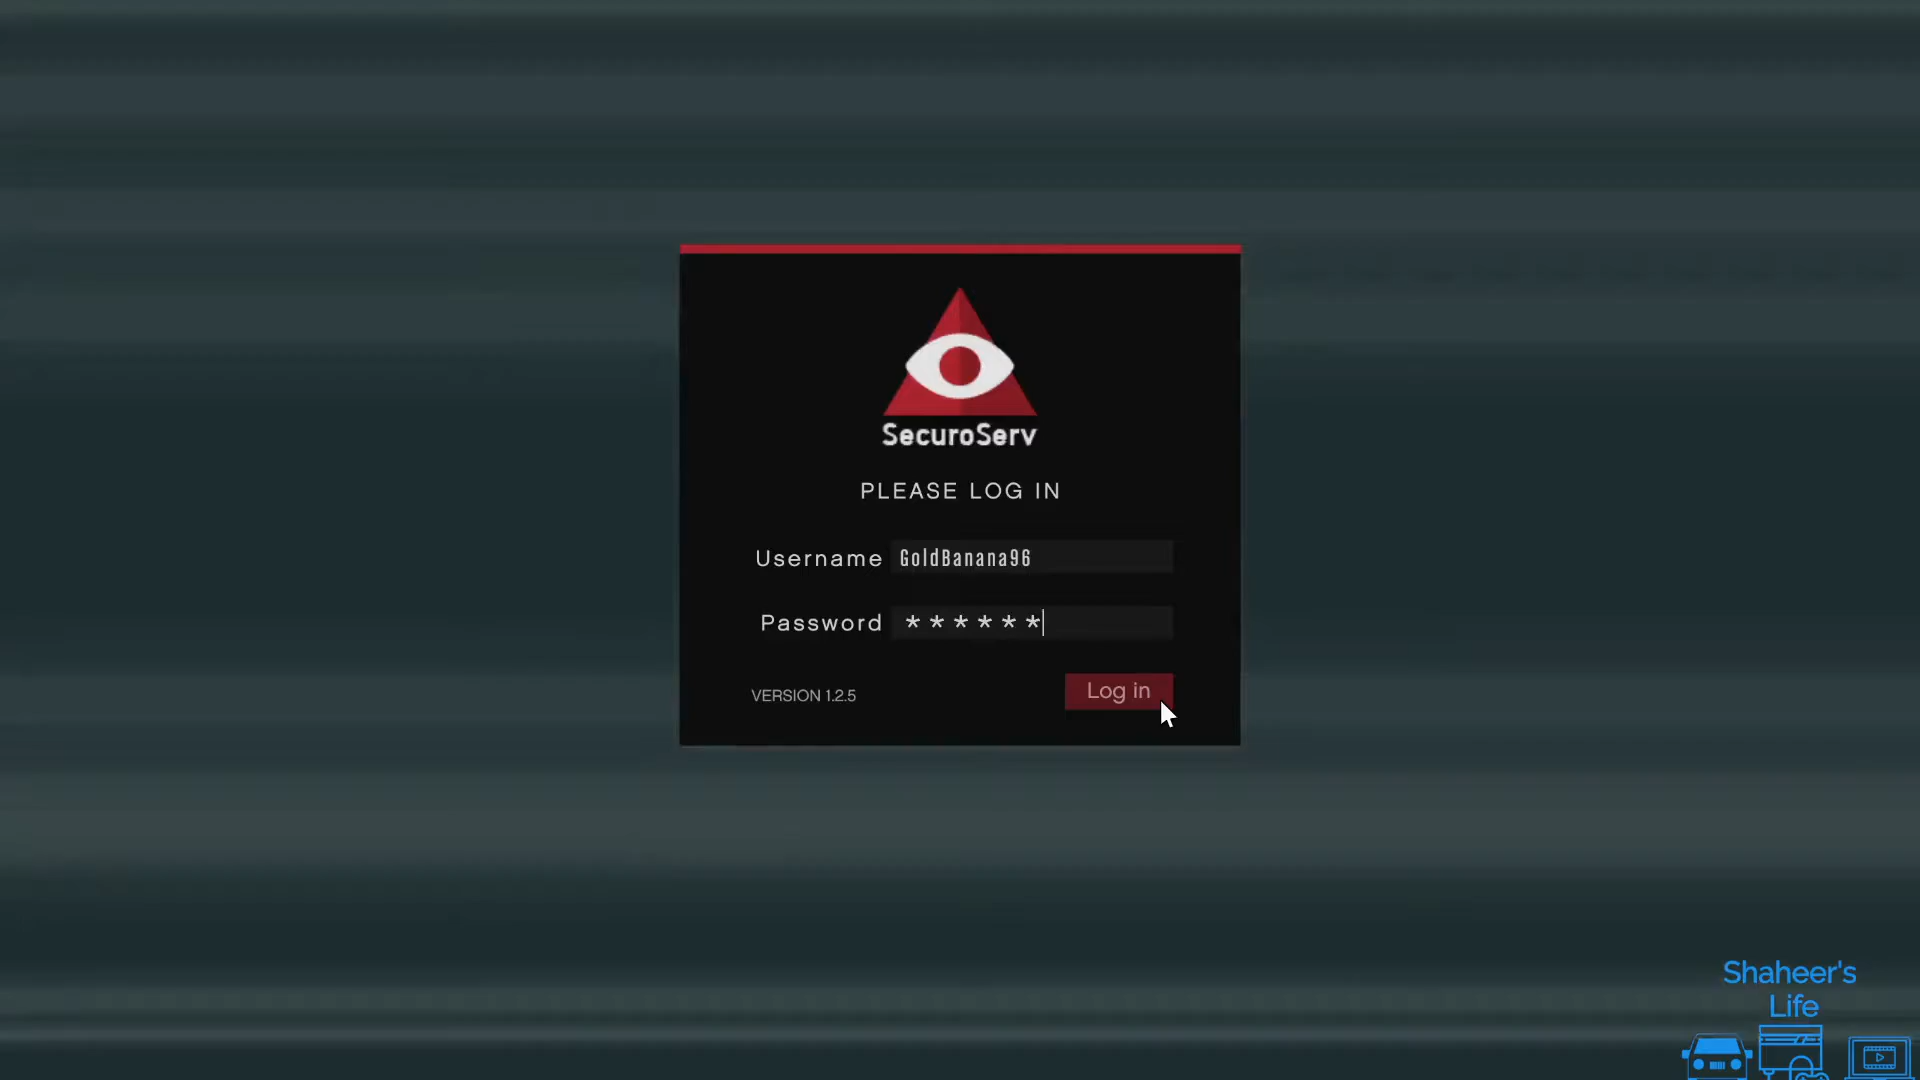 SecuroServ
PLEASE LOG IN
Username GoldBanana96
Password ******
VERSION 1.2.5 Log in
Shaheer's
Life